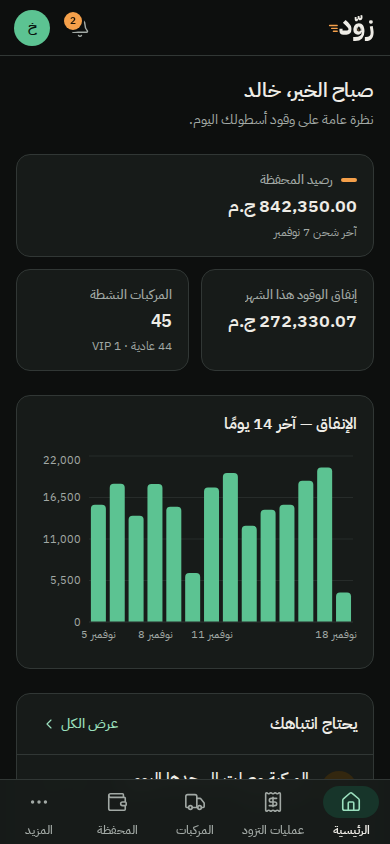 زوّد
2
خ
صباح الخير، خالد
نظرة عامة على وقود أسطولك اليوم.
رصيد المحفظة
842,350.00 ج.م
آخر شحن 7 نوفمبر
إنفاق الوقود هذا الشهر
272,330.07 ج.م
المركبات النشطة
45
44 عادية · 1 VIP
الإنفاق — آخر 14 يومًا
22,000
16,500
11,000
5,500
0
5 نوفمبر
8 نوفمبر
11 نوفمبر
18 نوفمبر
يحتاج انتباهك
عرض الكل
الرئيسية
عمليات التزود
المركبات
المحفظة
المزيد